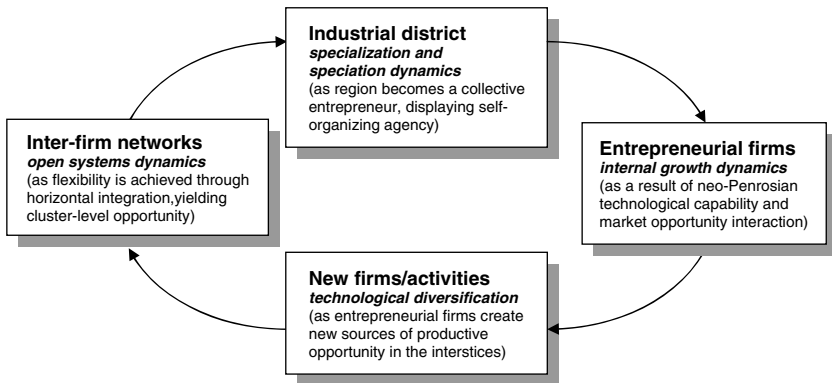 Industrial district
specialization and
speciation dynamics
(as region becomes a collective
entrepreneur, displaying self-
organizing agency)
Inter-firm networks
open systems dynamics
(as flexibility is achieved through
horizontal integration,yielding
cluster-level opportunity)
Entrepreneurial firms
internal growth dynamics
(as a result of neo-Penrosian
technological capability and
market opportunity interaction)
New firms/activities
technological diversification
(as entrepreneurial firms create
new sources of productive
opportunity in the interstices)